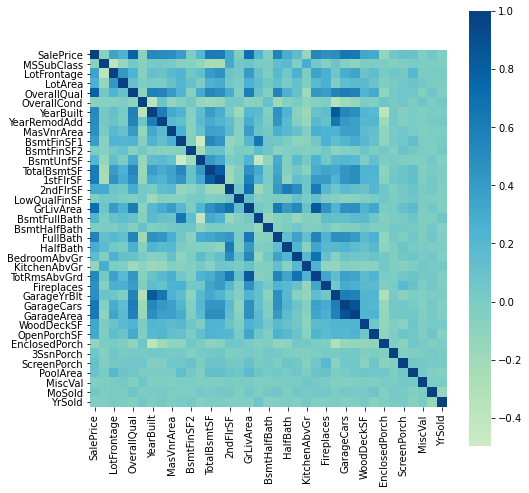 SalePrice
MSSubClass
LotFrontage
LotArea
OverallQual
OverallCond
YearBuilt
YearRemodAdd
MasVnrArea
BsmtFinSF1
BsmtFinSF2
BsmtUnfSF
TotalBsmtSF
1stFlrSF
2ndFlrSF
LowQualFinSF
GrLivArea
BsmtFullBath
BsmtHalfBath
FullBath
HalfBath
BedroomAbvGr
KitchenAbvGr
TotRmsAbvGrd
Fireplaces
GarageYrBlt
GarageCars
GarageArea
WoodDeckSF
OpenPorchSF
EnclosedPorch
3SsnPorch
ScreenPorch
PoolArea
MiscVal
MoSold
YrSold
SalePrice
LotFrontage
OverallQual
YearBuilt
MasVnrArea
BsmtFinSF2
TotalBsmtSF
2ndFlrSF
GrLivArea
BsmtHalfBath
HalfBath
KitchenAbvGr
Fireplaces
GarageCars
WoodDeckSF
EnclosedPorch
ScreenPorch
MiscVal
YrSold
1.0
0.8
0.6
0.4
0.2
0.0
−0.2
−0.4